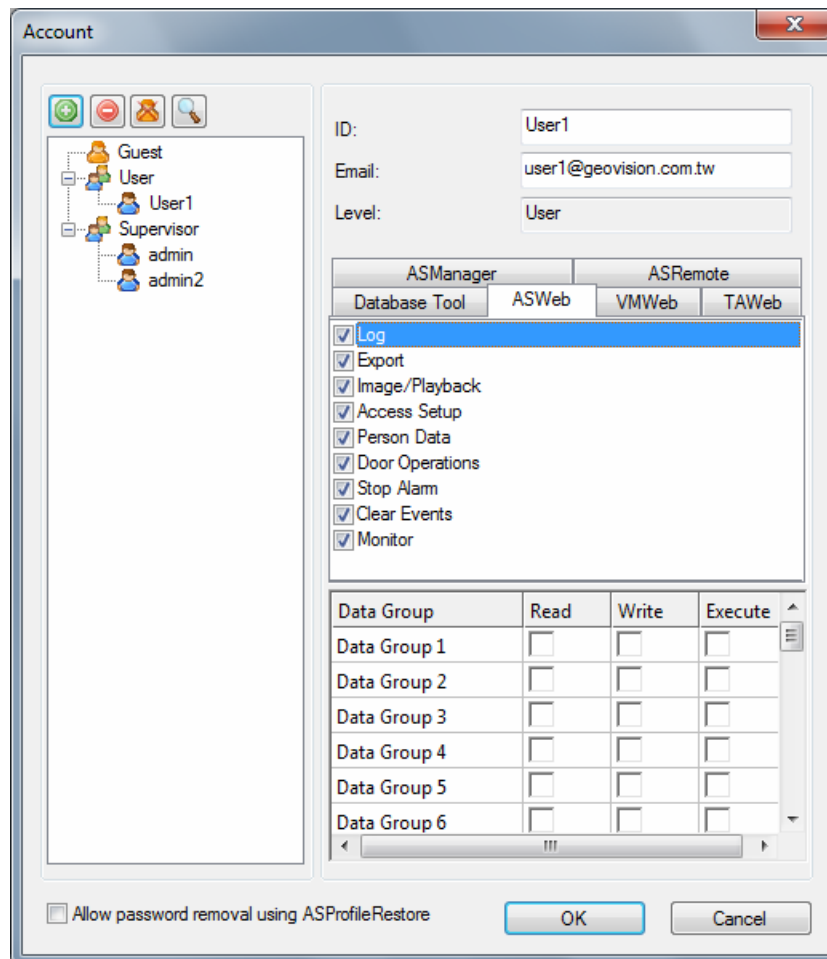 Account
Guest
User
User1
Supervisor
admin
admin2
ID: User1
Email: user1@geovision.com.tw
Level: User
ASManager ASRemote
Database Tool ASWeb VMWeb TAWeb
Log
Export
Image/Playback
Access Setup
Person Data
Door Operations
Stop Alarm
Clear Events
Monitor
Data Group Read Write Execute
Data Group 1
Data Group 2
Data Group 3
Data Group 4
Data Group 5
Data Group 6
Allow password removal using ASProfileRestore OK Cancel